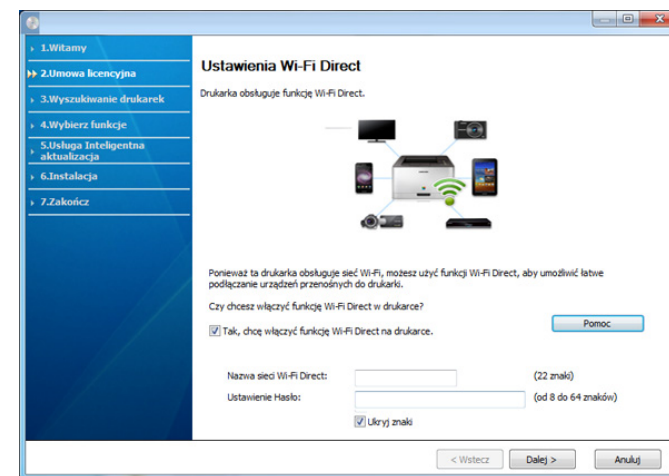 1.Witamy
2.Umowa licencyjna
3.Wyszukiwanie drukarek
4.Wybierz funkcje
5.Usługa Inteligentna
aktualizacja
6.Instalacja
7.Zakończ
Ustawienia Wi-Fi Direct
Drukarka obsługuje funkcję Wi-Fi Direct.
Ponieważ ta drukarka obsługuje sieć Wi-Fi, możesz użyć funkcji Wi-Fi Direct, aby umożliwić łatwe
podłączanie urządzeń przenośnych do drukarki.
Czy chcesz włączyć funkcję Wi-Fi Direct w drukarce?
Tak, chcę włączyć funkcję Wi-Fi Direct na drukarce.
Pomoc
Nazwa sieci Wi-Fi Direct: (22 znaki)
Ustawienie Hasło: (od 8 do 64 znaków)
Ukryj znaki
< Wstecz Dalej > Anuluj